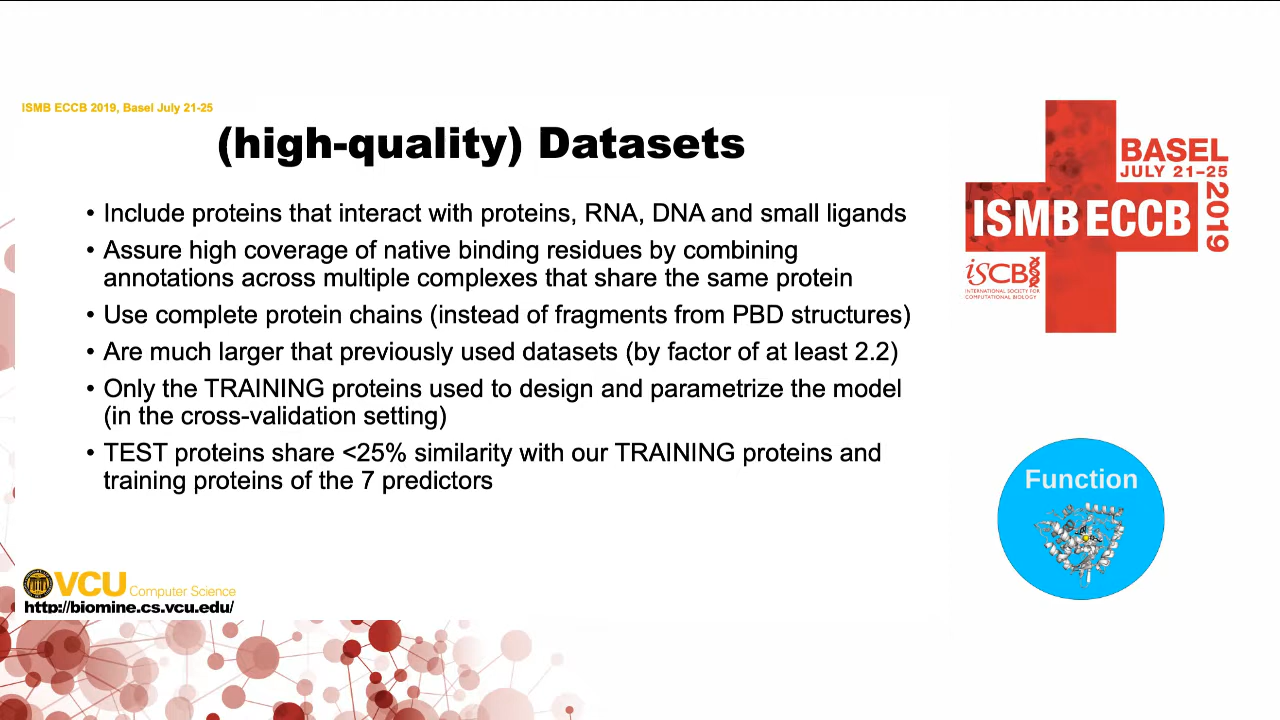 ISMB ECCB 2019, Basel July 21-25
(high-quality) Datasets
• Include proteins that interact with proteins, RNA, DNA and small ligands
• Assure high coverage of native binding residues by combining
annotations across multiple complexes that share the same protein
• Use complete protein chains (instead of fragments from PBD structures)
• Are much larger that previously used datasets (by factor of at least 2.2)
• Only the TRAINING proteins used to design and parametrize the model
(in the cross-validation setting)
• TEST proteins share <25% similarity with our TRAINING proteins and
training proteins of the 7 predictors
VCU Computer Science
http://biomine.cs.vcu.edu/
BASEL
JULY 21–25
2019
ISMB ECCB
iSCB
INTERNATIONAL SOCIETY FOR
COMPUTATIONAL BIOLOGY
Function